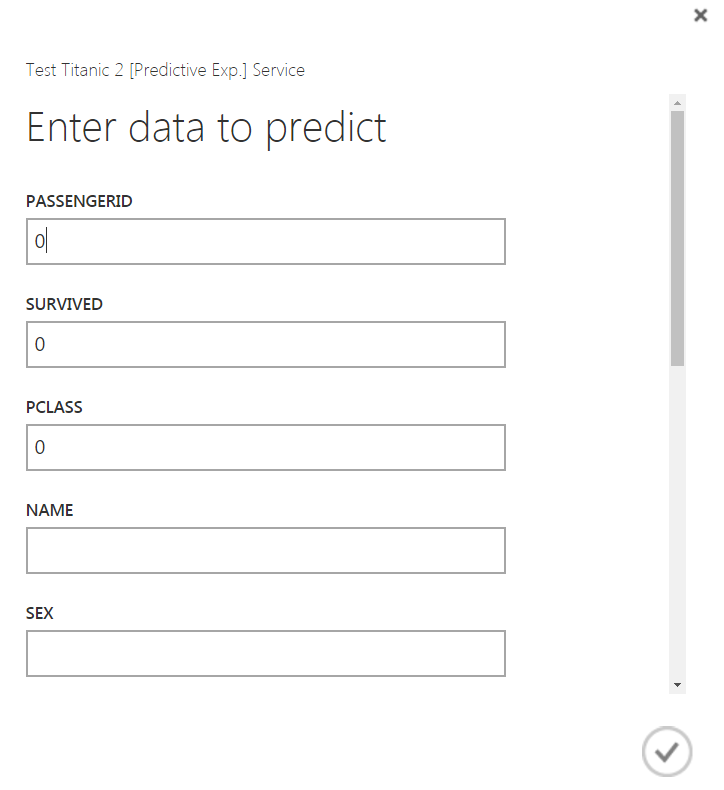 Test Titanic 2 [Predictive Exp.] Service
Enter data to predict
PASSENGERID
0
SURVIVED
0
PCLASS
0
NAME
SEX